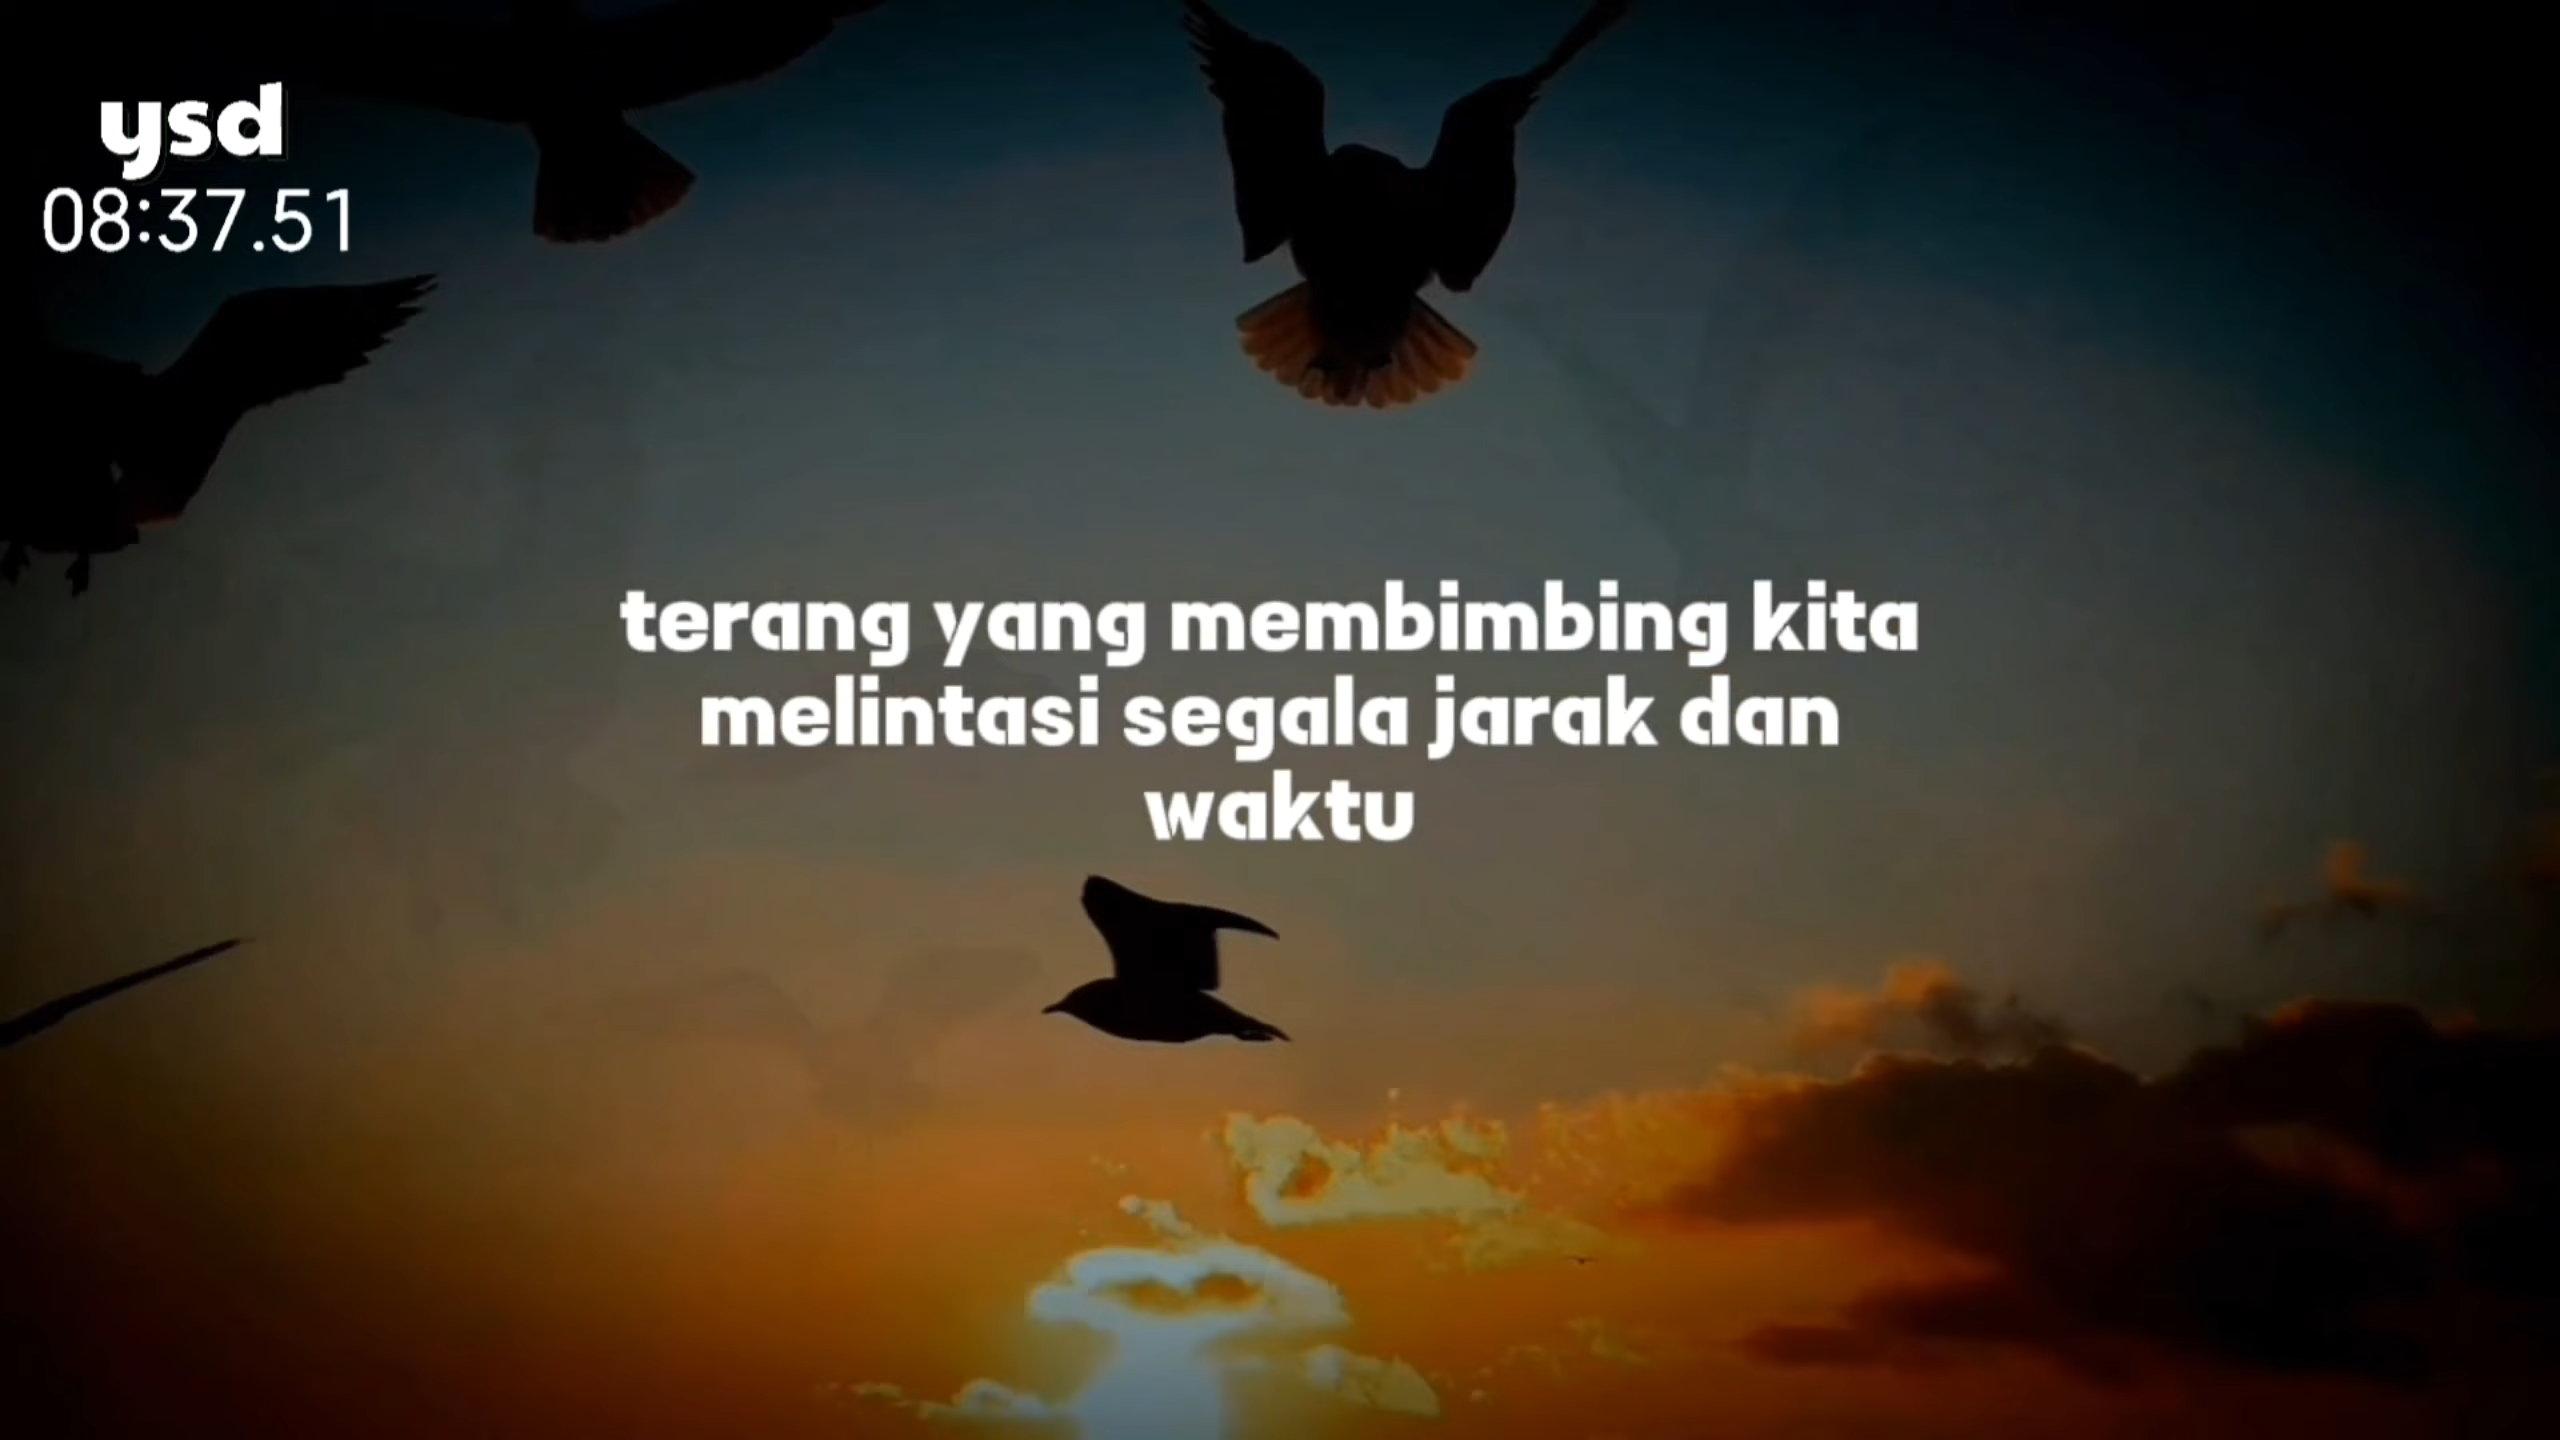 ysd
08:37.51
terang yang membimbing kita
melintasi segala jarak dan
waktu